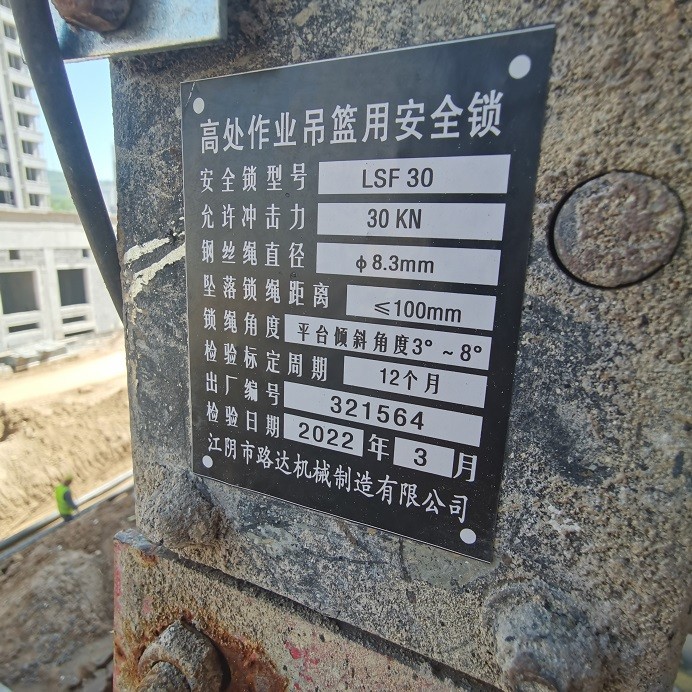 高处作业吊篮用安全锁
安全锁型号 LSF 30
允许冲击力 30 KN
钢丝绳直径 ϕ8.3mm
坠落锁绳距离 ≤100mm
锁绳角度 平台倾斜角度3°~8°
检验标定周期 12个月
出厂编号 321564
检验日期 2022 年 3 月
江阴市路达机械制造有限公司